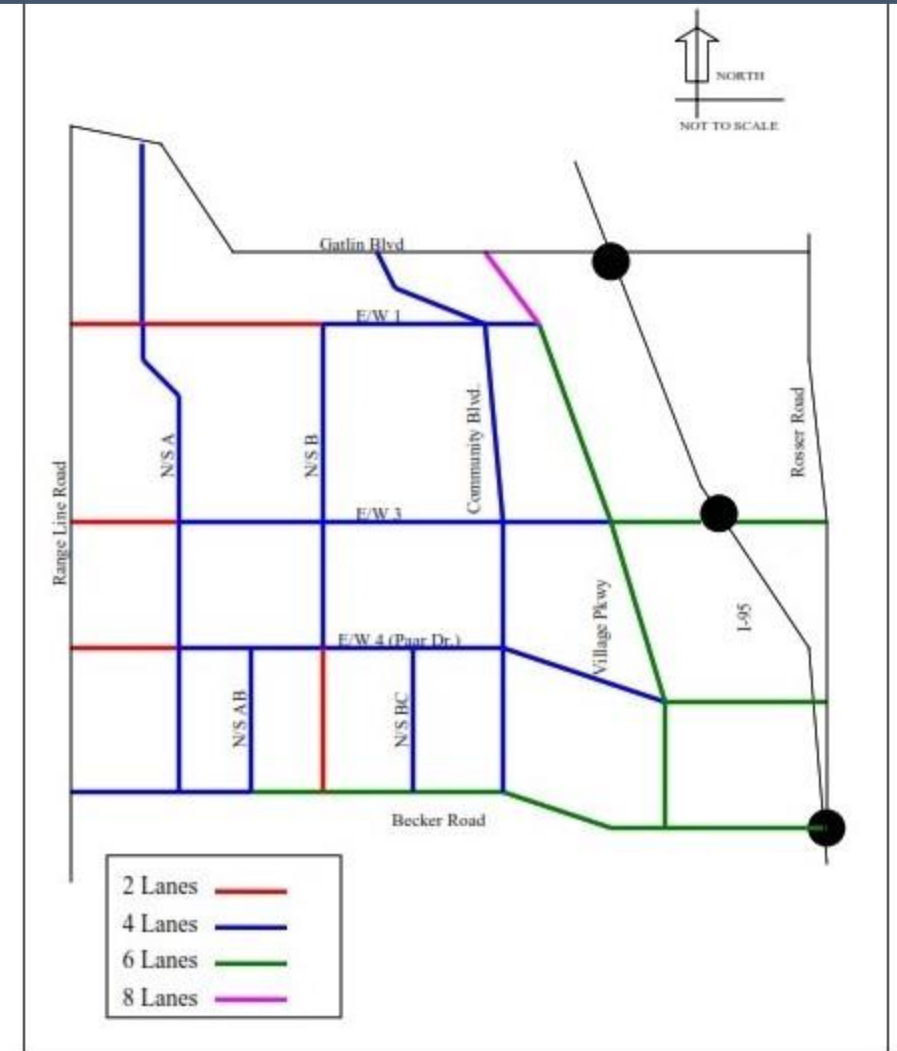 NORTH
NOT TO SCALE
Gatlin Blvd
E/W 1
Community Blvd.
Rosser Road
N/S A
N/S B
Range Line Road
E/W 3
Village Pkwy
I-95
E/W 4 (Paar Dr.)
N/S AB
N/S BC
Becker Road
2 Lanes
4 Lanes
6 Lanes
8 Lanes